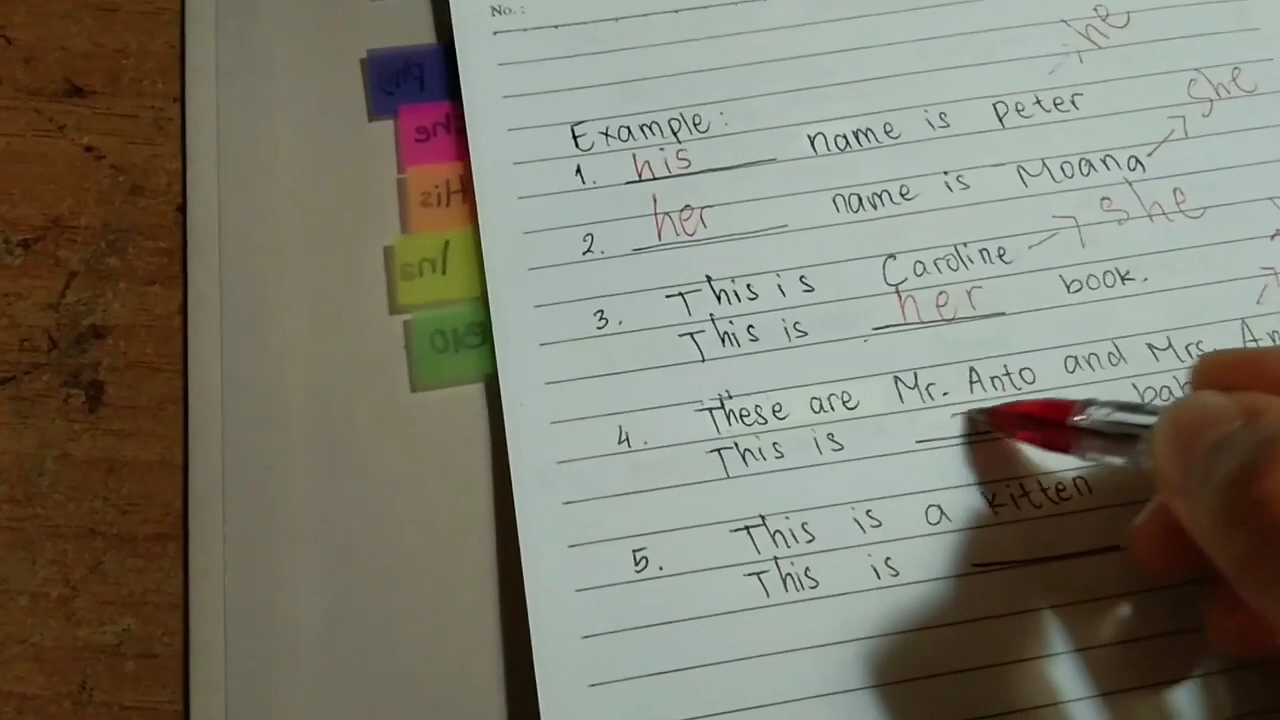 No.:
he
Example:
1. his name is Peter
she
2. her name is Moana
3. This is Caroline she
This is her book.
4. These are Mr. Anto and Mrs.
This is
5. This is a kitten
This is